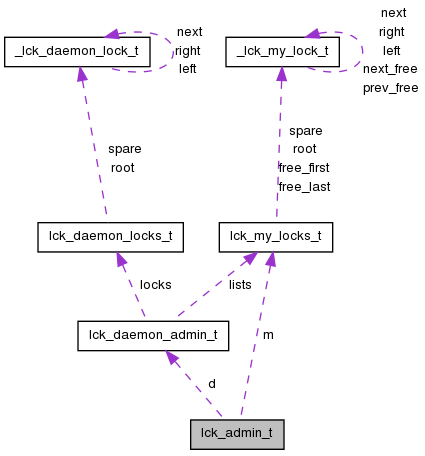 next
right
left
_lck_daemon_lock_t
next
right
left
next_free
prev_free
_lck_my_lock_t
spare
root
spare
root
free_first
free_last
lck_daemon_locks_t
lck_my_locks_t
locks
lists
lck_daemon_admin_t
m
d
lck_admin_t